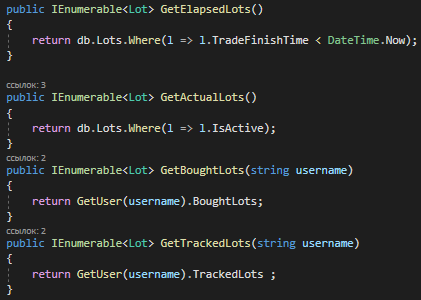 public IEnumerable<Lot> GetElapsedLots()
{
    return db.Lots.Where(l => l.TradeFinishTime < DateTime.Now);
}
ссылок: 3
public IEnumerable<Lot> GetActualLots()
{
    return db.Lots.Where(l => l.IsActive);
}
ссылок: 2
public IEnumerable<Lot> GetBoughtLots(string username)
{
    return GetUser(username).BoughtLots;
}
ссылок: 2
public IEnumerable<Lot> GetTrackedLots(string username)
{
    return GetUser(username).TrackedLots ;
}